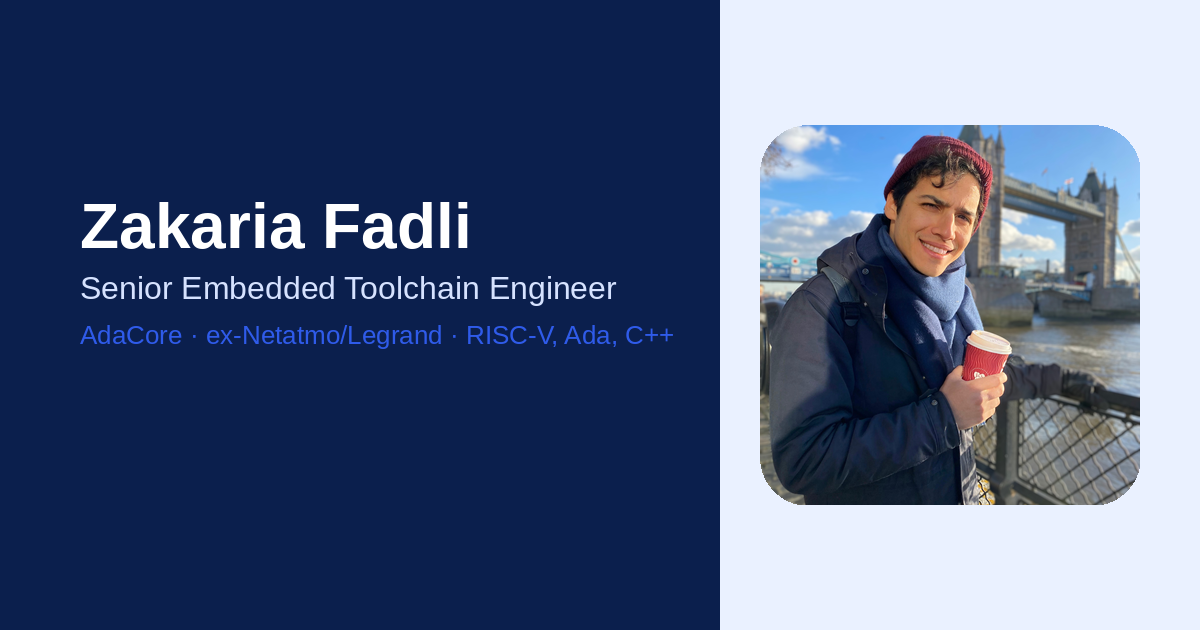 Zakaria Fadli
Senior Embedded Toolchain Engineer
AdaCore · ex-Netatmo/Legrand · RISC-V, Ada, C++